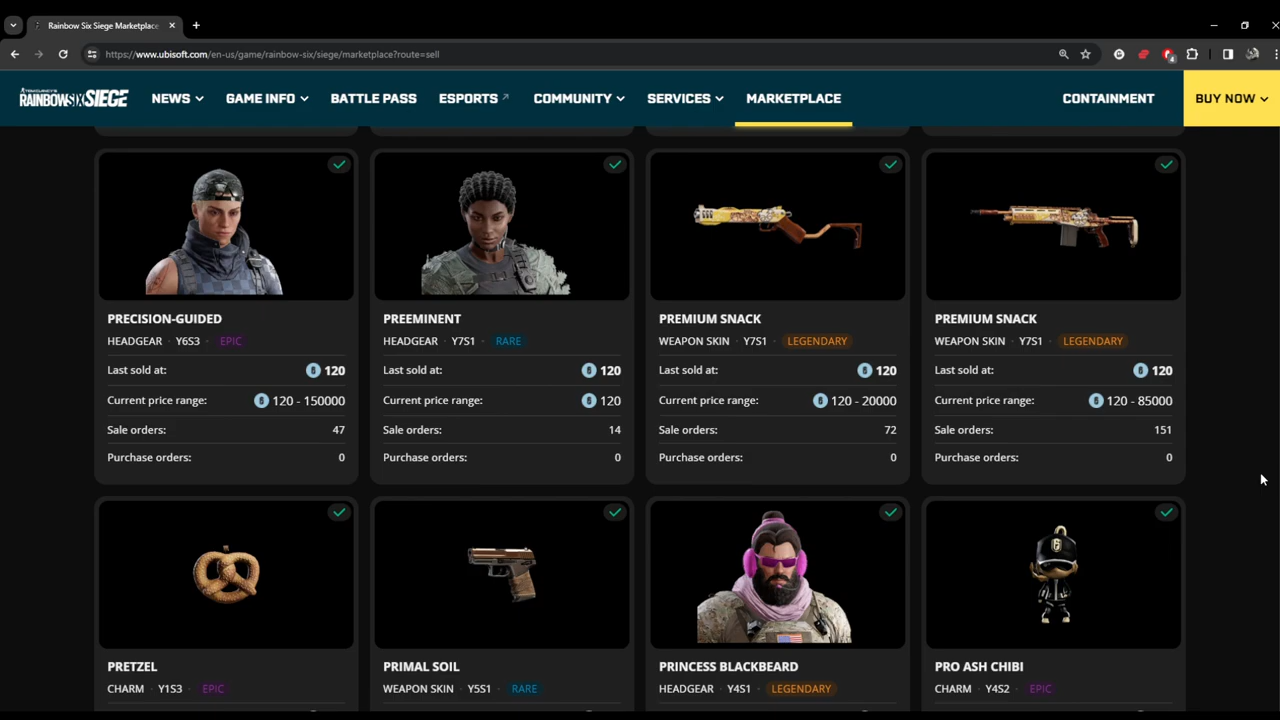 Rainbow Six Siege Marketplace
https://www.ubisoft.com/en-us/game/rainbow-six/siege/marketplace?route=sell
4
TOM CLANCY'S
RAINBOWSIX SIEGE
NEWS
GAME INFO
BATTLE PASS
ESPORTS
COMMUNITY
SERVICES
MARKETPLACE
CONTAINMENT
BUY NOW
PRECISION-GUIDED
HEADGEAR · Y6S3 EPIC
Last sold at: 120
Current price range: 120 - 150000
Sale orders: 47
Purchase orders: 0
PREEMINENT
HEADGEAR · Y7S1 · RARE
Last sold at: 120
Current price range: 120
Sale orders: 14
Purchase orders: 0
PREMIUM SNACK
WEAPON SKIN · Y7S1 · LEGENDARY
Last sold at: 120
Current price range: 120 - 20000
Sale orders: 72
Purchase orders: 0
PREMIUM SNACK
WEAPON SKIN · Y7S1 · LEGENDARY
Last sold at: 120
Current price range: 120 - 85000
Sale orders: 151
Purchase orders: 0
PRETZEL
CHARM · Y1S3 EPIC
PRIMAL SOIL
WEAPON SKIN · Y5S1 · RARE
PRINCESS BLACKBEARD
HEADGEAR · Y4S1 · LEGENDARY
PRO ASH CHIBI
CHARM · Y4S2 · EPIC